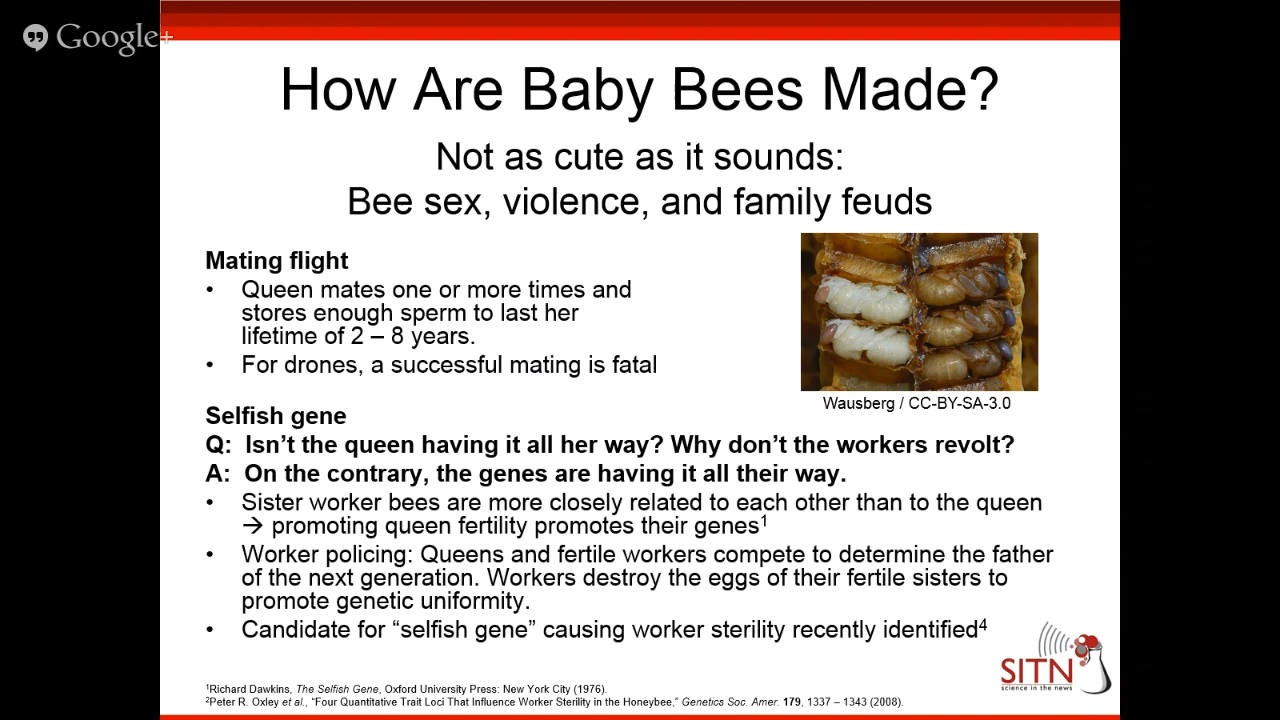 Google+
How Are Baby Bees Made?
Not as cute as it sounds:
Bee sex, violence, and family feuds
Mating flight
• Queen mates one or more times and
stores enough sperm to last her
lifetime of 2 – 8 years.
• For drones, a successful mating is fatal
Wausberg / CC-BY-SA-3.0
Selfish gene
Q: Isn't the queen having it all her way? Why don't the workers revolt?
A: On the contrary, the genes are having it all their way.
• Sister worker bees are more closely related to each other than to the queen
→ promoting queen fertility promotes their genes¹
• Worker policing: Queens and fertile workers compete to determine the father
of the next generation. Workers destroy the eggs of their fertile sisters to
promote genetic uniformity.
• Candidate for “selfish gene” causing worker sterility recently identified⁴
SITN
science in the news
¹Richard Dawkins, The Selfish Gene, Oxford University Press: New York City (1976).
²Peter R. Oxley et al., “Four Quantitative Trait Loci That Influence Worker Sterility in the Honeybee,” Genetics Soc. Amer. 179, 1337 – 1343 (2008).